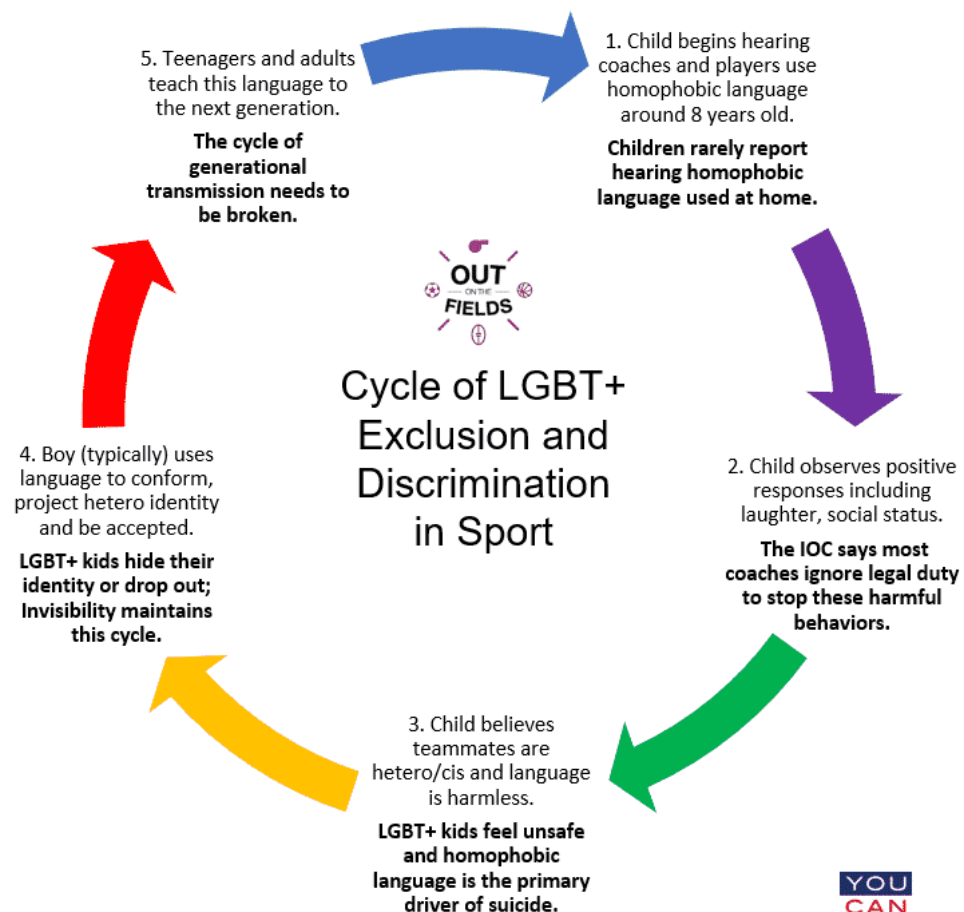 1. Child begins hearing
coaches and players use
homophobic language
around 8 years old.
Children rarely report
hearing homophobic
language used at home.
2. Child observes positive
responses including
laughter, social status.
The IOC says most
coaches ignore legal duty
to stop these harmful
behaviors.
3. Child believes
teammates are
hetero/cis and language
is harmless.
LGBT+ kids feel unsafe
and homophobic
language is the primary
driver of suicide.
4. Boy (typically) uses
language to conform,
project hetero identity
and be accepted.
LGBT+ kids hide their
identity or drop out;
Invisibility maintains
this cycle.
5. Teenagers and adults
teach this language to
the next generation.
The cycle of
generational
transmission needs to
be broken.
OUT
ON THE
FIELDS
Cycle of LGBT+
Exclusion and
Discrimination
in Sport
YOU
CAN